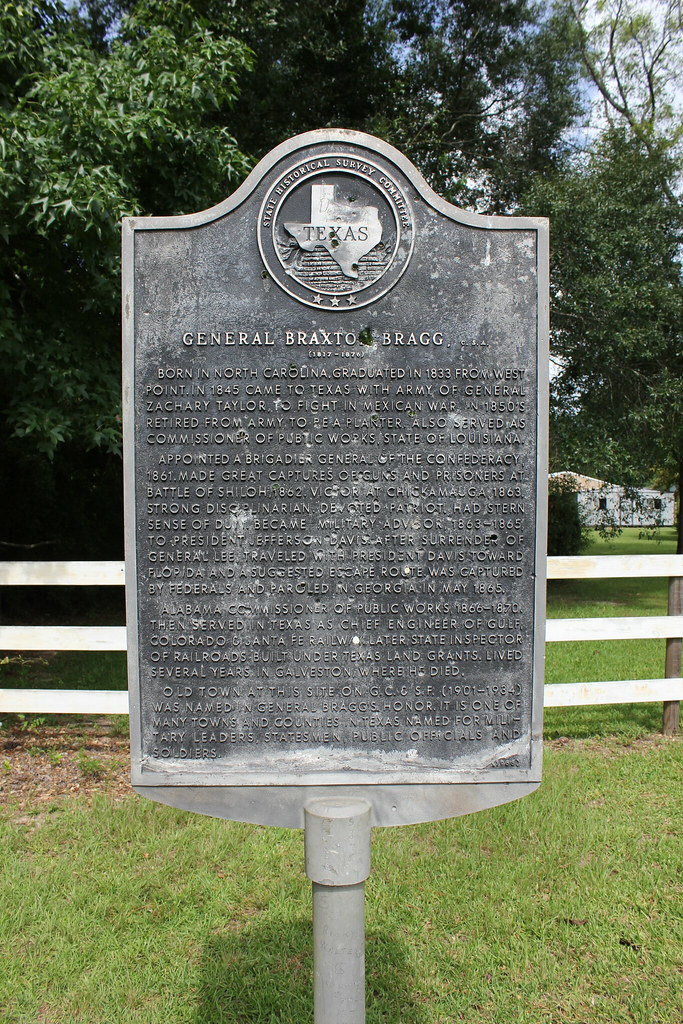 STATE HISTORICAL SURVEY COMMITTEE
TEXAS
GENERAL BRAXTON BRAGG, C.S.A.
(1817-1876)
BORN IN NORTH CAROLINA. GRADUATED IN 1833 FROM WEST
POINT. IN 1845 CAME TO TEXAS WITH ARMY OF GENERAL
ZACHARY TAYLOR, TO FIGHT IN MEXICAN WAR. IN 1850'S
RETIRED FROM ARMY TO BE A PLANTER. ALSO SERVED AS
COMMISSIONER OF PUBLIC WORKS, STATE OF LOUISIANA.
APPOINTED A BRIGADIER GENERAL OF THE CONFEDERACY
1861. MADE GREAT CAPTURES OF GUNS AND PRISONERS AT
BATTLE OF SHILOH, 1862. VICTOR AT CHICKAMAUGA, 1863.
STRONG DISCIPLINARIAN, DEVOTED PATRIOT, HAD STERN
SENSE OF DUTY. BECAME MILITARY ADVISOR, 1863-1865
TO PRESIDENT JEFFERSON DAVIS. AFTER SURRENDER OF
GENERAL LEE, TRAVELED WITH PRESIDENT DAVIS TOWARD
FLORIDA AND A SUGGESTED ESCAPE ROUTE. WAS CAPTURED
BY FEDERALS, AND PAROLED IN GEORGIA IN MAY 1865.
ALABAMA COMMISSIONER OF PUBLIC WORKS 1866-1870.
THEN SERVED IN TEXAS AS CHIEF ENGINEER OF GULF,
COLORADO & SANTA FE RAILWAY. LATER STATE INSPECTOR
OF RAILROADS BUILT UNDER TEXAS LAND GRANTS. LIVED
SEVERAL YEARS IN GALVESTON, WHERE HE DIED.
OLD TOWN AT THIS SITE ON G.C. & S.F. (1901-1934)
WAS NAMED IN GENERAL BRAGG'S HONOR. IT IS ONE OF
MANY TOWNS AND COUNTIES IN TEXAS NAMED FOR MILI-
TARY LEADERS, STATESMEN, PUBLIC OFFICIALS AND
SOLDIERS.